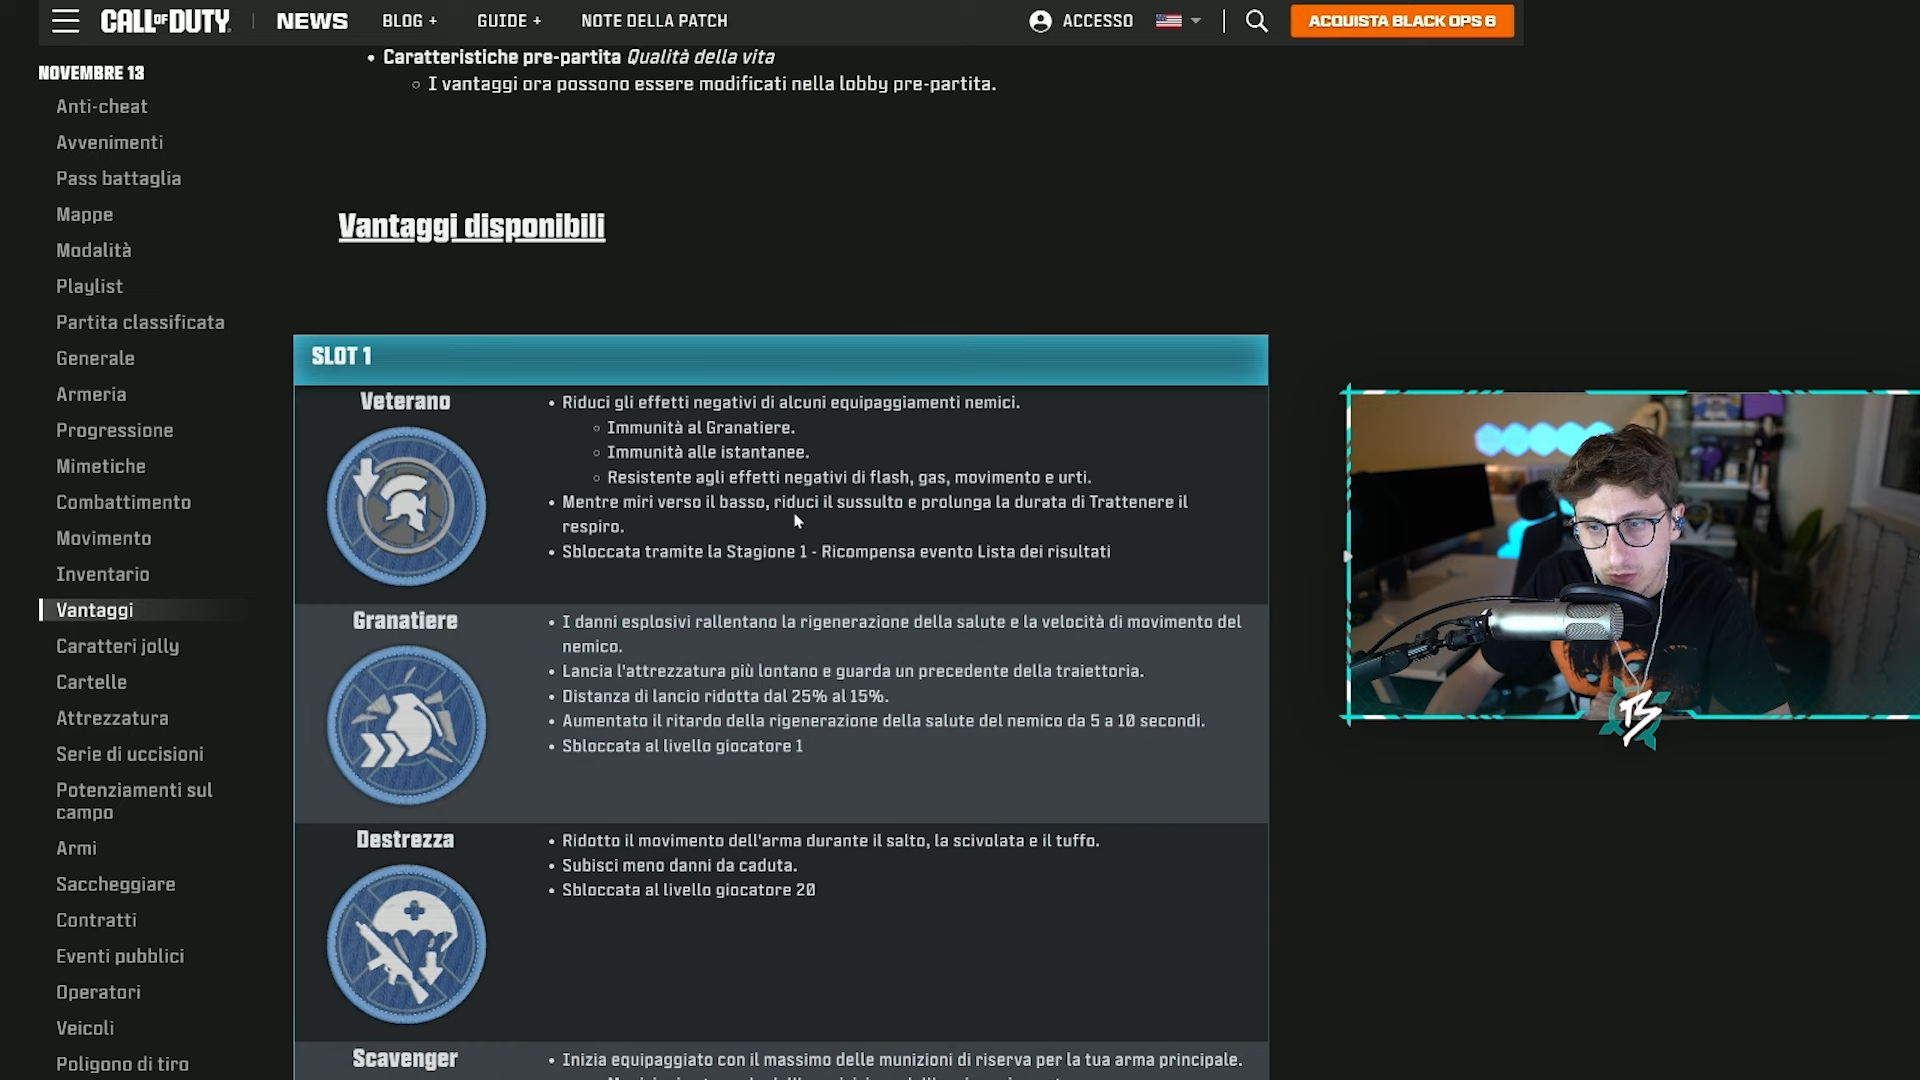 CALL OF DUTY
NEWS
BLOG +
GUIDE +
NOTE DELLA PATCH
ACCESSO
ACQUISTA BLACK OPS 6
NOVEMBRE 13
Anti-cheat
Avvenimenti
Pass battaglia
Mappe
Modalità
Playlist
Partita classificata
Generale
Armeria
Progressione
Mimetiche
Combattimento
Movimento
Inventario
Vantaggi
Caratteri jolly
Cartelle
Attrezzatura
Serie di uccisioni
Potenziamenti sul
campo
Armi
Saccheggiare
Contratti
Eventi pubblici
Operatori
Veicoli
Poligono di tiro
• Caratteristiche pre-partita Qualità della vita
○ I vantaggi ora possono essere modificati nella lobby pre-partita.
Vantaggi disponibili
SLOT 1
Veterano
• Riduci gli effetti negativi di alcuni equipaggiamenti nemici.
○ Immunità al Granatiere.
○ Immunità alle istantanee.
○ Resistente agli effetti negativi di flash, gas, movimento e urti.
• Mentre miri verso il basso, riduci il sussulto e prolunga la durata di Trattenere il
respiro.
• Sbloccata tramite la Stagione 1 - Ricompensa evento Lista dei risultati
Granatiere
• I danni esplosivi rallentano la rigenerazione della salute e la velocità di movimento del
nemico.
• Lancia l'attrezzatura più lontano e guarda un precedente della traiettoria.
• Distanza di lancio ridotta dal 25% al 15%.
• Aumentato il ritardo della rigenerazione della salute del nemico da 5 a 10 secondi.
• Sbloccata al livello giocatore 1
Destrezza
• Ridotto il movimento dell'arma durante il salto, la scivolata e il tuffo.
• Subisci meno danni da caduta.
• Sbloccata al livello giocatore 20
Scavenger
• Inizia equipaggiato con il massimo delle munizioni di riserva per la tua arma principale.